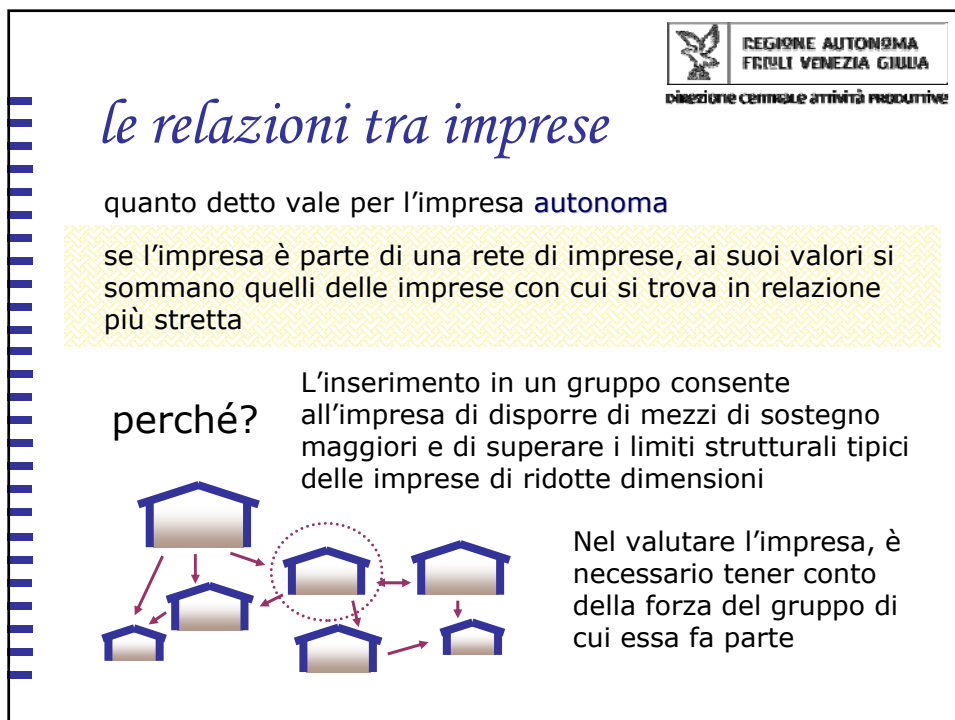 REGIONE AUTONOMA
FRIULI VENEZIA GIULIA
Direzione centrale attività produttive
le relazioni tra imprese
quanto detto vale per l’impresa autonoma
se l’impresa è parte di una rete di imprese, ai suoi valori si
sommano quelli delle imprese con cui si trova in relazione
più stretta
perché?
L’inserimento in un gruppo consente
all’impresa di disporre di mezzi di sostegno
maggiori e di superare i limiti strutturali tipici
delle imprese di ridotte dimensioni
Nel valutare l’impresa, è
necessario tener conto
della forza del gruppo di
cui essa fa parte